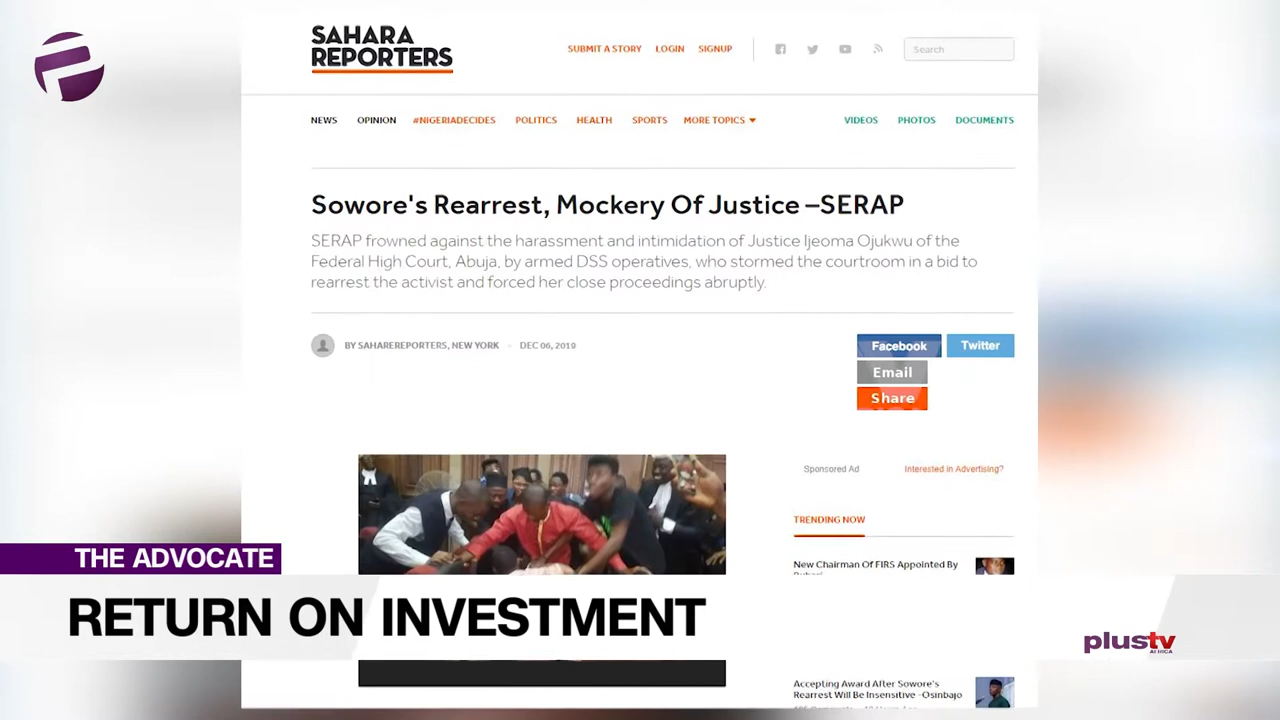 SAHARA
REPORTERS
SUBMIT A STORY
LOGIN
SIGNUP
Search
NEWS
OPINION
#NIGERIADECIDES
POLITICS
HEALTH
SPORTS
MORE TOPICS
VIDEOS
PHOTOS
DOCUMENTS
Sowore's Rearrest, Mockery Of Justice –SERAP
SERAP frowned against the harassment and intimidation of Justice Ijeoma Ojukwu of the
Federal High Court, Abuja, by armed DSS operatives, who stormed the courtroom in a bid to
rearrest the activist and forced her close proceedings abruptly.
BY SAHAREREPORTERS, NEW YORK
DEC 06, 2019
Facebook
Twitter
Email
Share
Sponsored Ad
Interested in Advertising?
TRENDING NOW
New Chairman Of FIRS Appointed By
Accepting Award After Sowore's
Rearrest Will Be Insensitive -Osinbajo
THE ADVOCATE
RETURN ON INVESTMENT
plustv
AFRICA